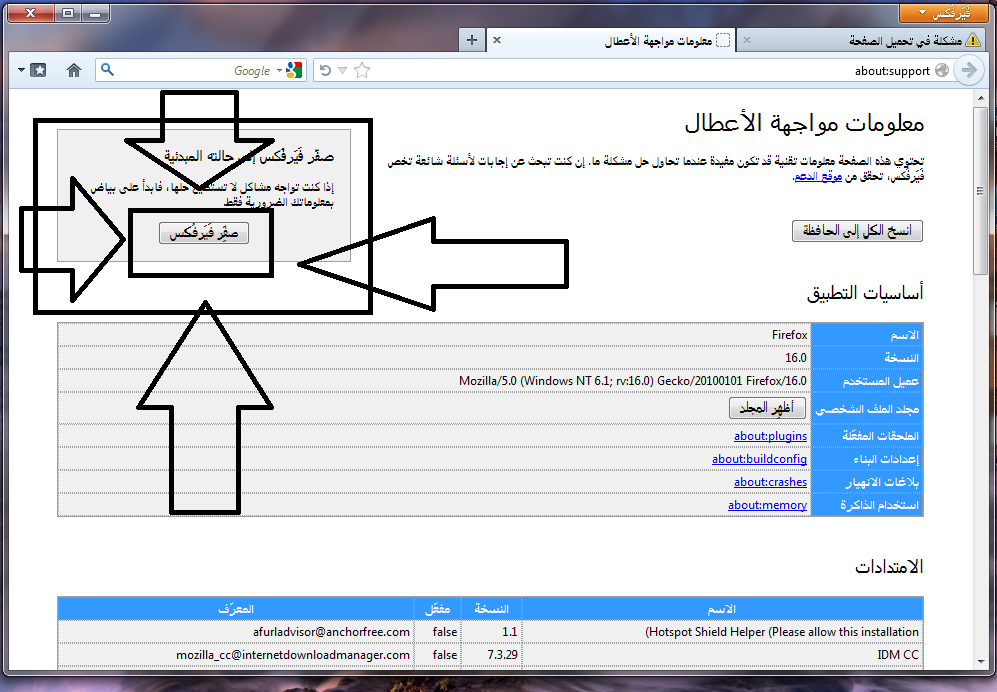 فَيَرفُكس
مشكلة في تحميل الصفحة
معلومات مواجهة الأعطال
about:support
Google
معلومات مواجهة الأعطال
تحتوي هذه الصفحة معلومات تقنية قد تكون مفيدة عندما تحاول حل مشكلة ما. إن كنت تبحث عن إجابات لأسئلة شائعة تخص
فَيَرفُكس، تحقق من موقع الدعم.
صفّر فَيَرفُكس إلى حالته المبدئية
إذا كنت تواجه مشاكل لا تستطيع حلها، فابدأ على بياض
بمعلوماتك الضرورية فقط.
صفِّر فَيَرفُكس
انسخ الكل إلى الحافظة
أساسيات التطبيق
الاسم Firefox
النسخة 16.0
عميل المستخدم Mozilla/5.0 (Windows NT 6.1; rv:16.0) Gecko/20100101 Firefox/16.0
مجلد الملف الشخصي أظهر المجلد
الملحقات المفعّلة about:plugins
إعدادات البناء about:buildconfig
بلاغات الانهيار about:crashes
استخدام الذاكرة about:memory
الامتدادات
الاسم النسخة مفعّل المعرّف
Hotspot Shield Helper (Please allow this installation) 1.1 false afurladvisor@anchorfree.com
IDM CC 7.3.29 false mozilla_cc@internetdownloadmanager.com